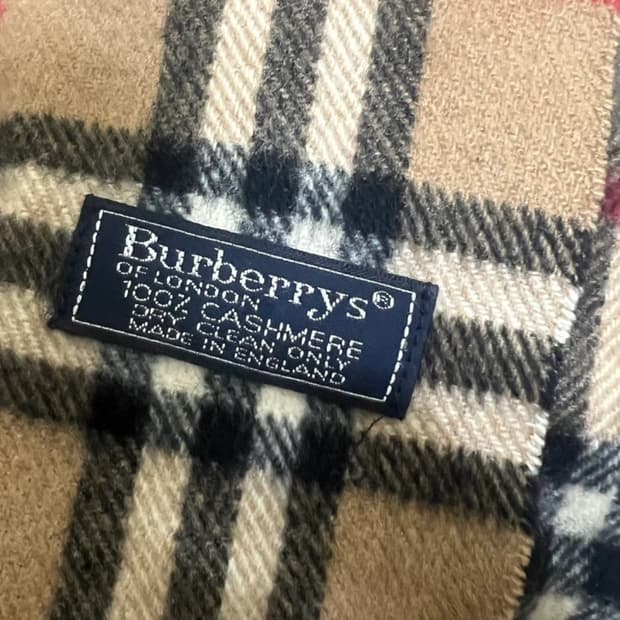 Burberrys®
OF LONDON
100% CASHMERE
DRY CLEAN ONLY
MADE IN ENGLAND